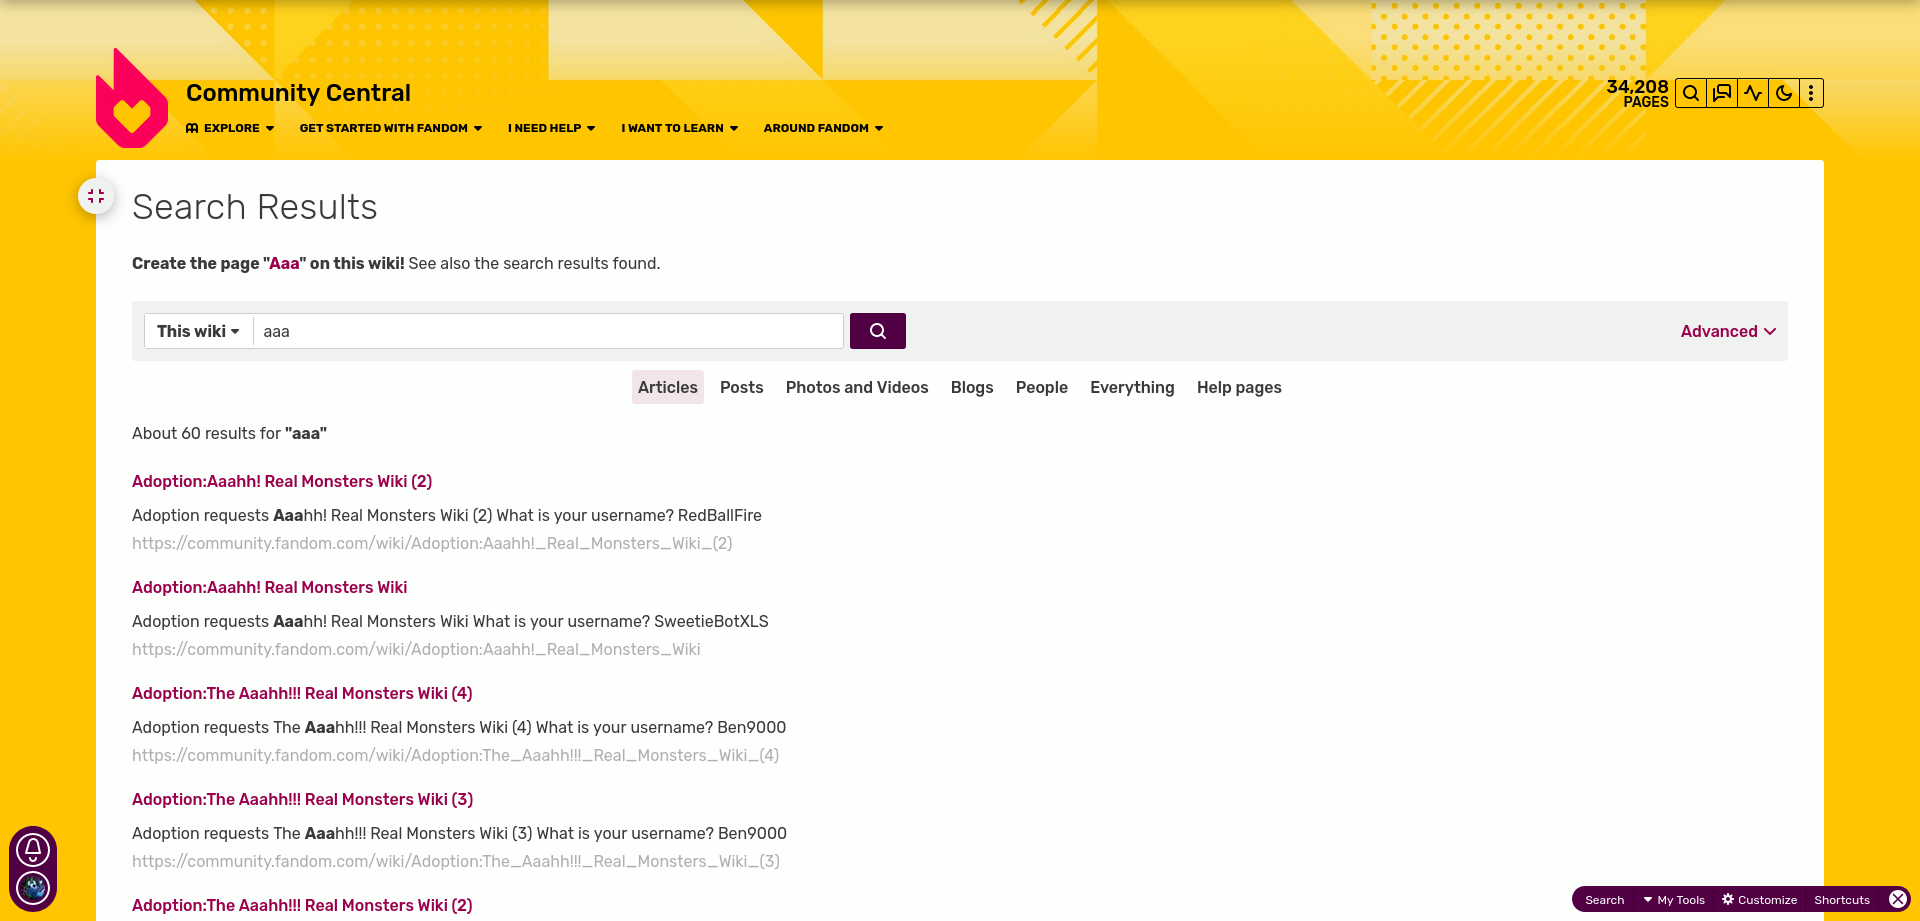 Community Central
34,208
PAGES
EXPLORE GET STARTED WITH FANDOM I NEED HELP I WANT TO LEARN AROUND FANDOM
Search Results
Create the page "Aaa" on this wiki! See also the search results found.
This wiki aaa Advanced
Articles Posts Photos and Videos Blogs People Everything Help pages
About 60 results for "aaa"
Adoption:Aaahh! Real Monsters Wiki (2)
Adoption requests Aaahh! Real Monsters Wiki (2) What is your username? RedBallFire
https://community.fandom.com/wiki/Adoption:Aaahh!_Real_Monsters_Wiki_(2)
Adoption:Aaahh! Real Monsters Wiki
Adoption requests Aaahh! Real Monsters Wiki What is your username? SweetieBotXLS
https://community.fandom.com/wiki/Adoption:Aaahh!_Real_Monsters_Wiki
Adoption:The Aaahh!!! Real Monsters Wiki (4)
Adoption requests The Aaahh!!! Real Monsters Wiki (4) What is your username? Ben9000
https://community.fandom.com/wiki/Adoption:The_Aaahh!!!_Real_Monsters_Wiki_(4)
Adoption:The Aaahh!!! Real Monsters Wiki (3)
Adoption requests The Aaahh!!! Real Monsters Wiki (3) What is your username? Ben9000
https://community.fandom.com/wiki/Adoption:The_Aaahh!!!_Real_Monsters_Wiki_(3)
Adoption:The Aaahh!!! Real Monsters Wiki (2)
Search My Tools Customize Shortcuts